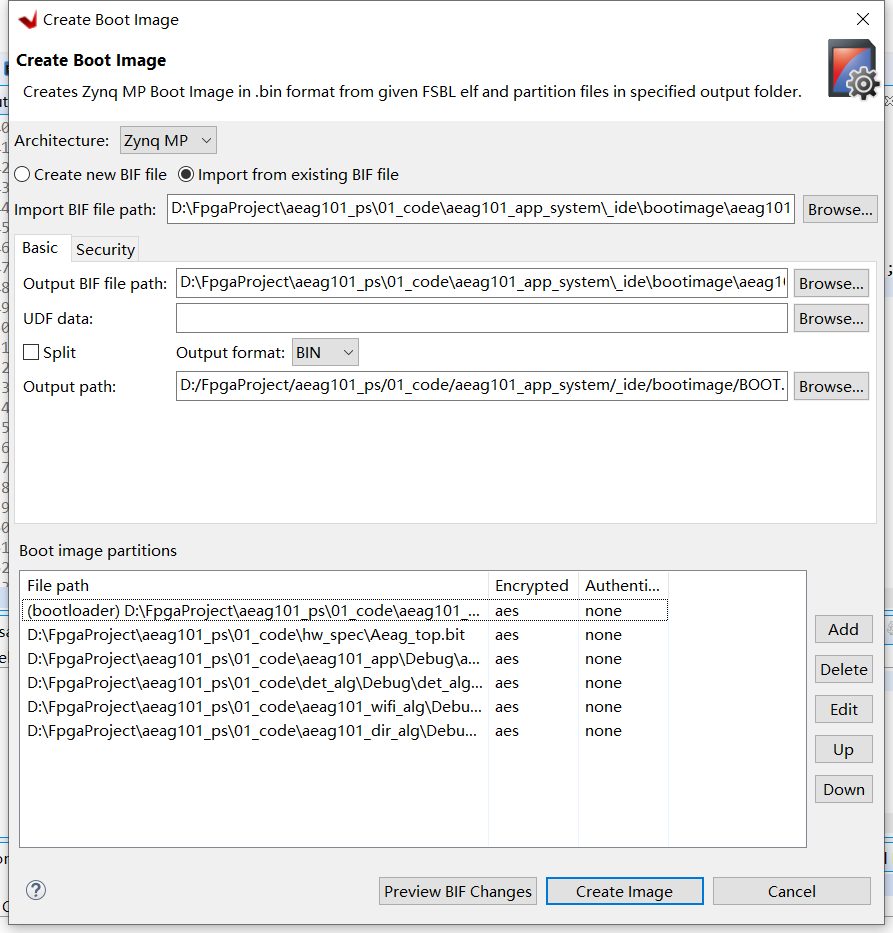 Create Boot Image
Create Boot Image
Creates Zynq MP Boot Image in .bin format from given FSBL elf and partition files in specified output folder.
Architecture: Zynq MP
Create new BIF file Import from existing BIF file
Import BIF file path: D:\FpgaProject\aeag101_ps\01_code\aeag101_app_system\_ide\bootimage\aeag101 Browse...
Basic Security
Output BIF file path: D:\FpgaProject\aeag101_ps\01_code\aeag101_app_system\_ide\bootimage\aeag10 Browse...
UDF data: Browse...
Split Output format: BIN
Output path: D:/FpgaProject/aeag101_ps/01_code/aeag101_app_system/_ide/bootimage/BOOT. Browse...
Boot image partitions
File path Encrypted Authenti...
(bootloader) D:\FpgaProject\aeag101_ps\01_code\aeag101_... aes none
D:\FpgaProject\aeag101_ps\01_code\hw_spec\Aeag_top.bit aes none
D:\FpgaProject\aeag101_ps\01_code\aeag101_app\Debug\a... aes none
D:\FpgaProject\aeag101_ps\01_code\det_alg\Debug\det_alg... aes none
D:\FpgaProject\aeag101_ps\01_code\aeag101_wifi_alg\Debu... aes none
D:\FpgaProject\aeag101_ps\01_code\aeag101_dir_alg\Debu... aes none
Add
Delete
Edit
Up
Down
? Preview BIF Changes Create Image Cancel